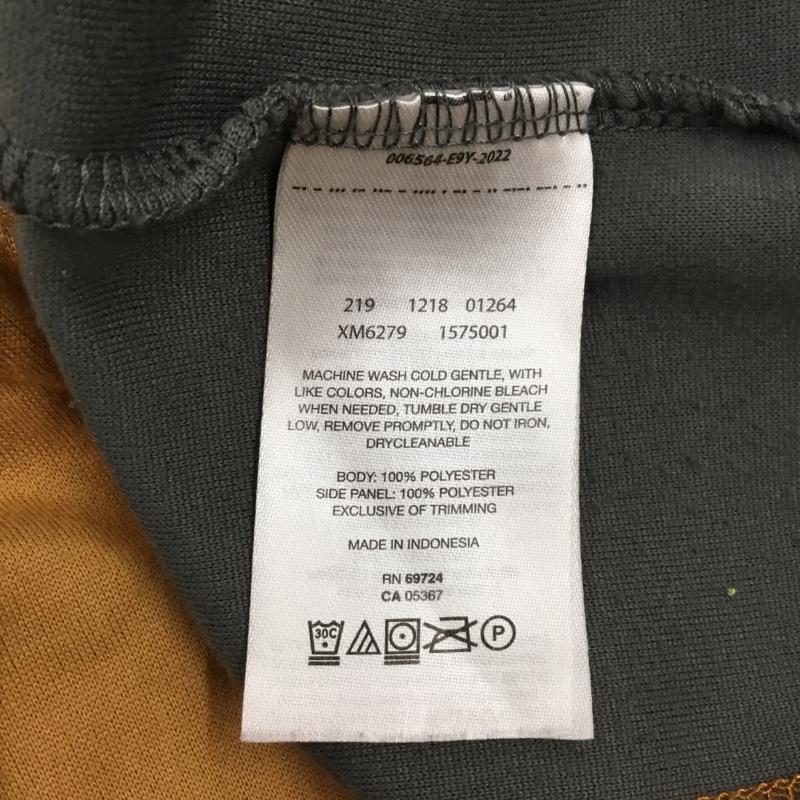 006564-E9Y-2022
219 1218 01264
XM6279 1575001
MACHINE WASH COLD GENTLE, WITH
LIKE COLORS, NON-CHLORINE BLEACH
WHEN NEEDED, TUMBLE DRY GENTLE
LOW, REMOVE PROMPTLY, DO NOT IRON,
DRYCLEANABLE
BODY: 100% POLYESTER
SIDE PANEL: 100% POLYESTER
EXCLUSIVE OF TRIMMING
MADE IN INDONESIA
RN 69724
CA 05367
30C P